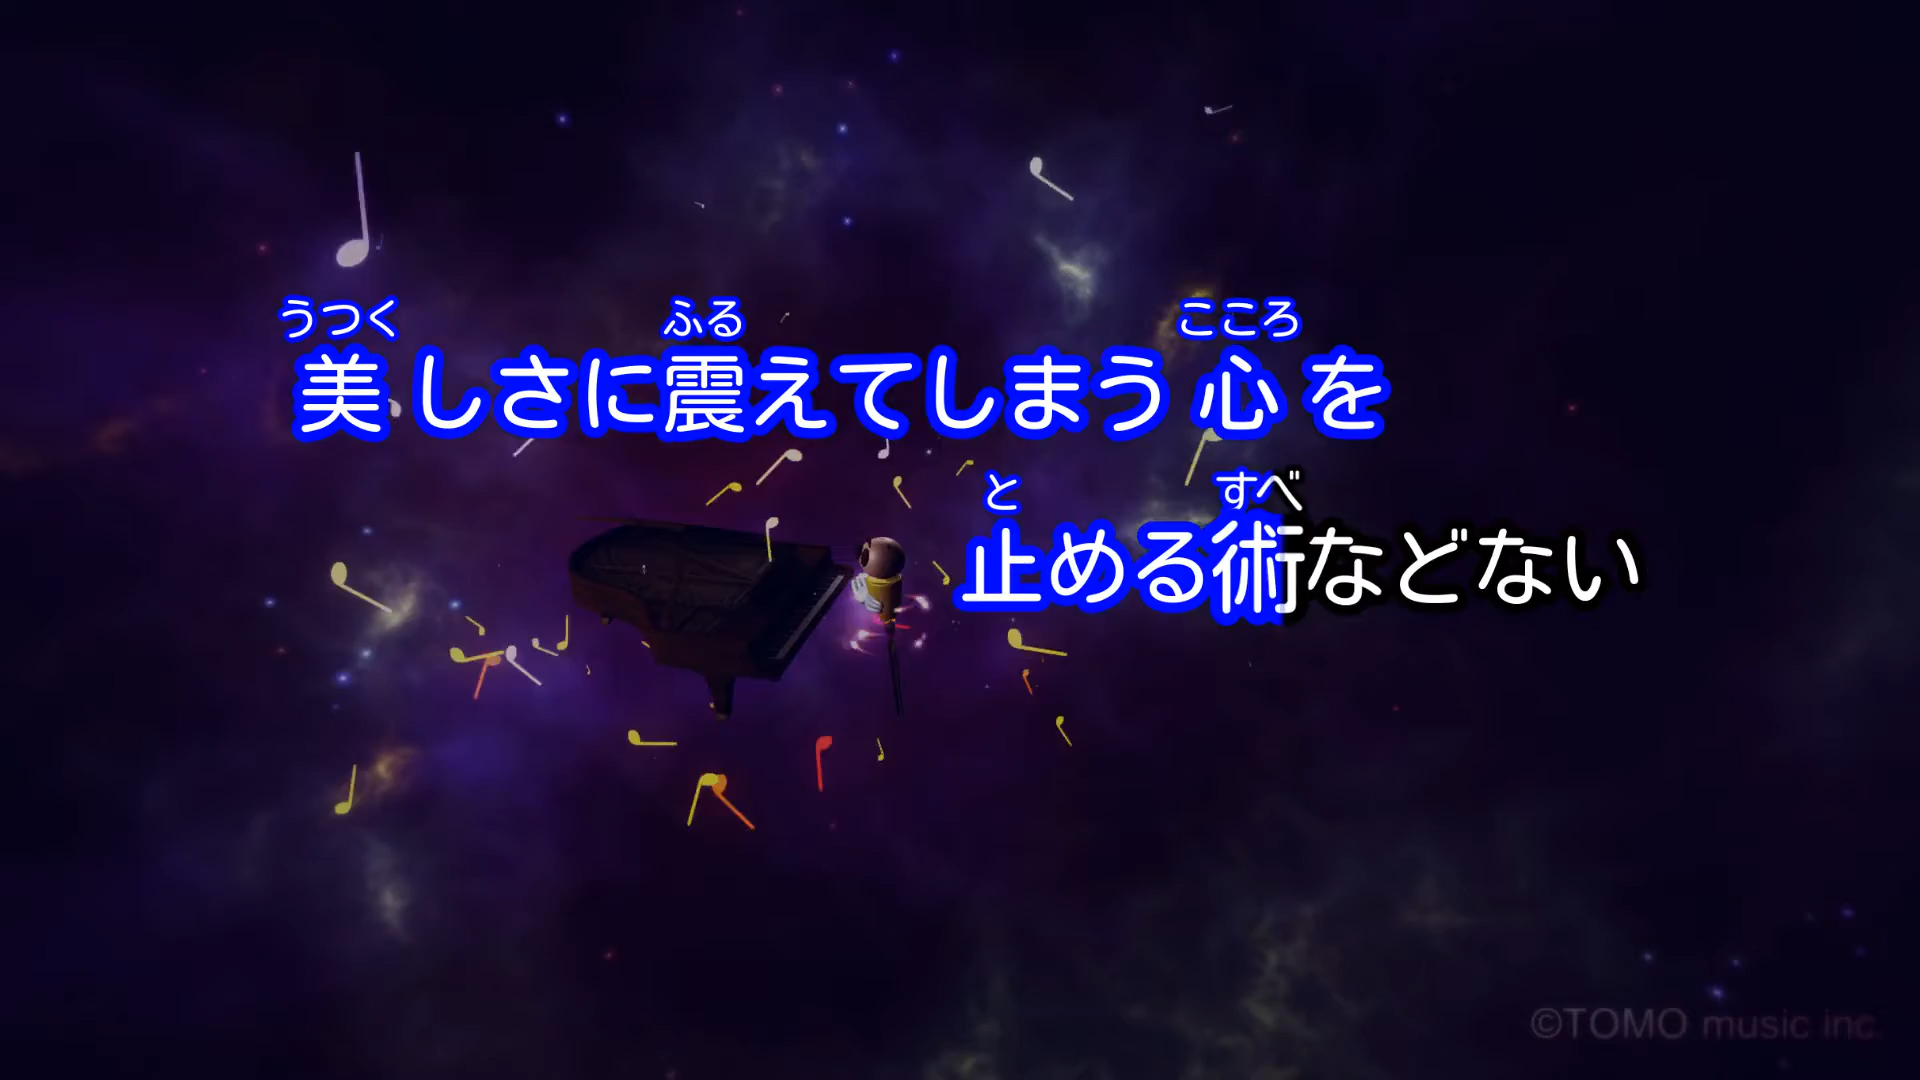 うつく ふる こころ
美しさに震えてしまう心を
と すべ
止める術などない
©TOMO music inc.